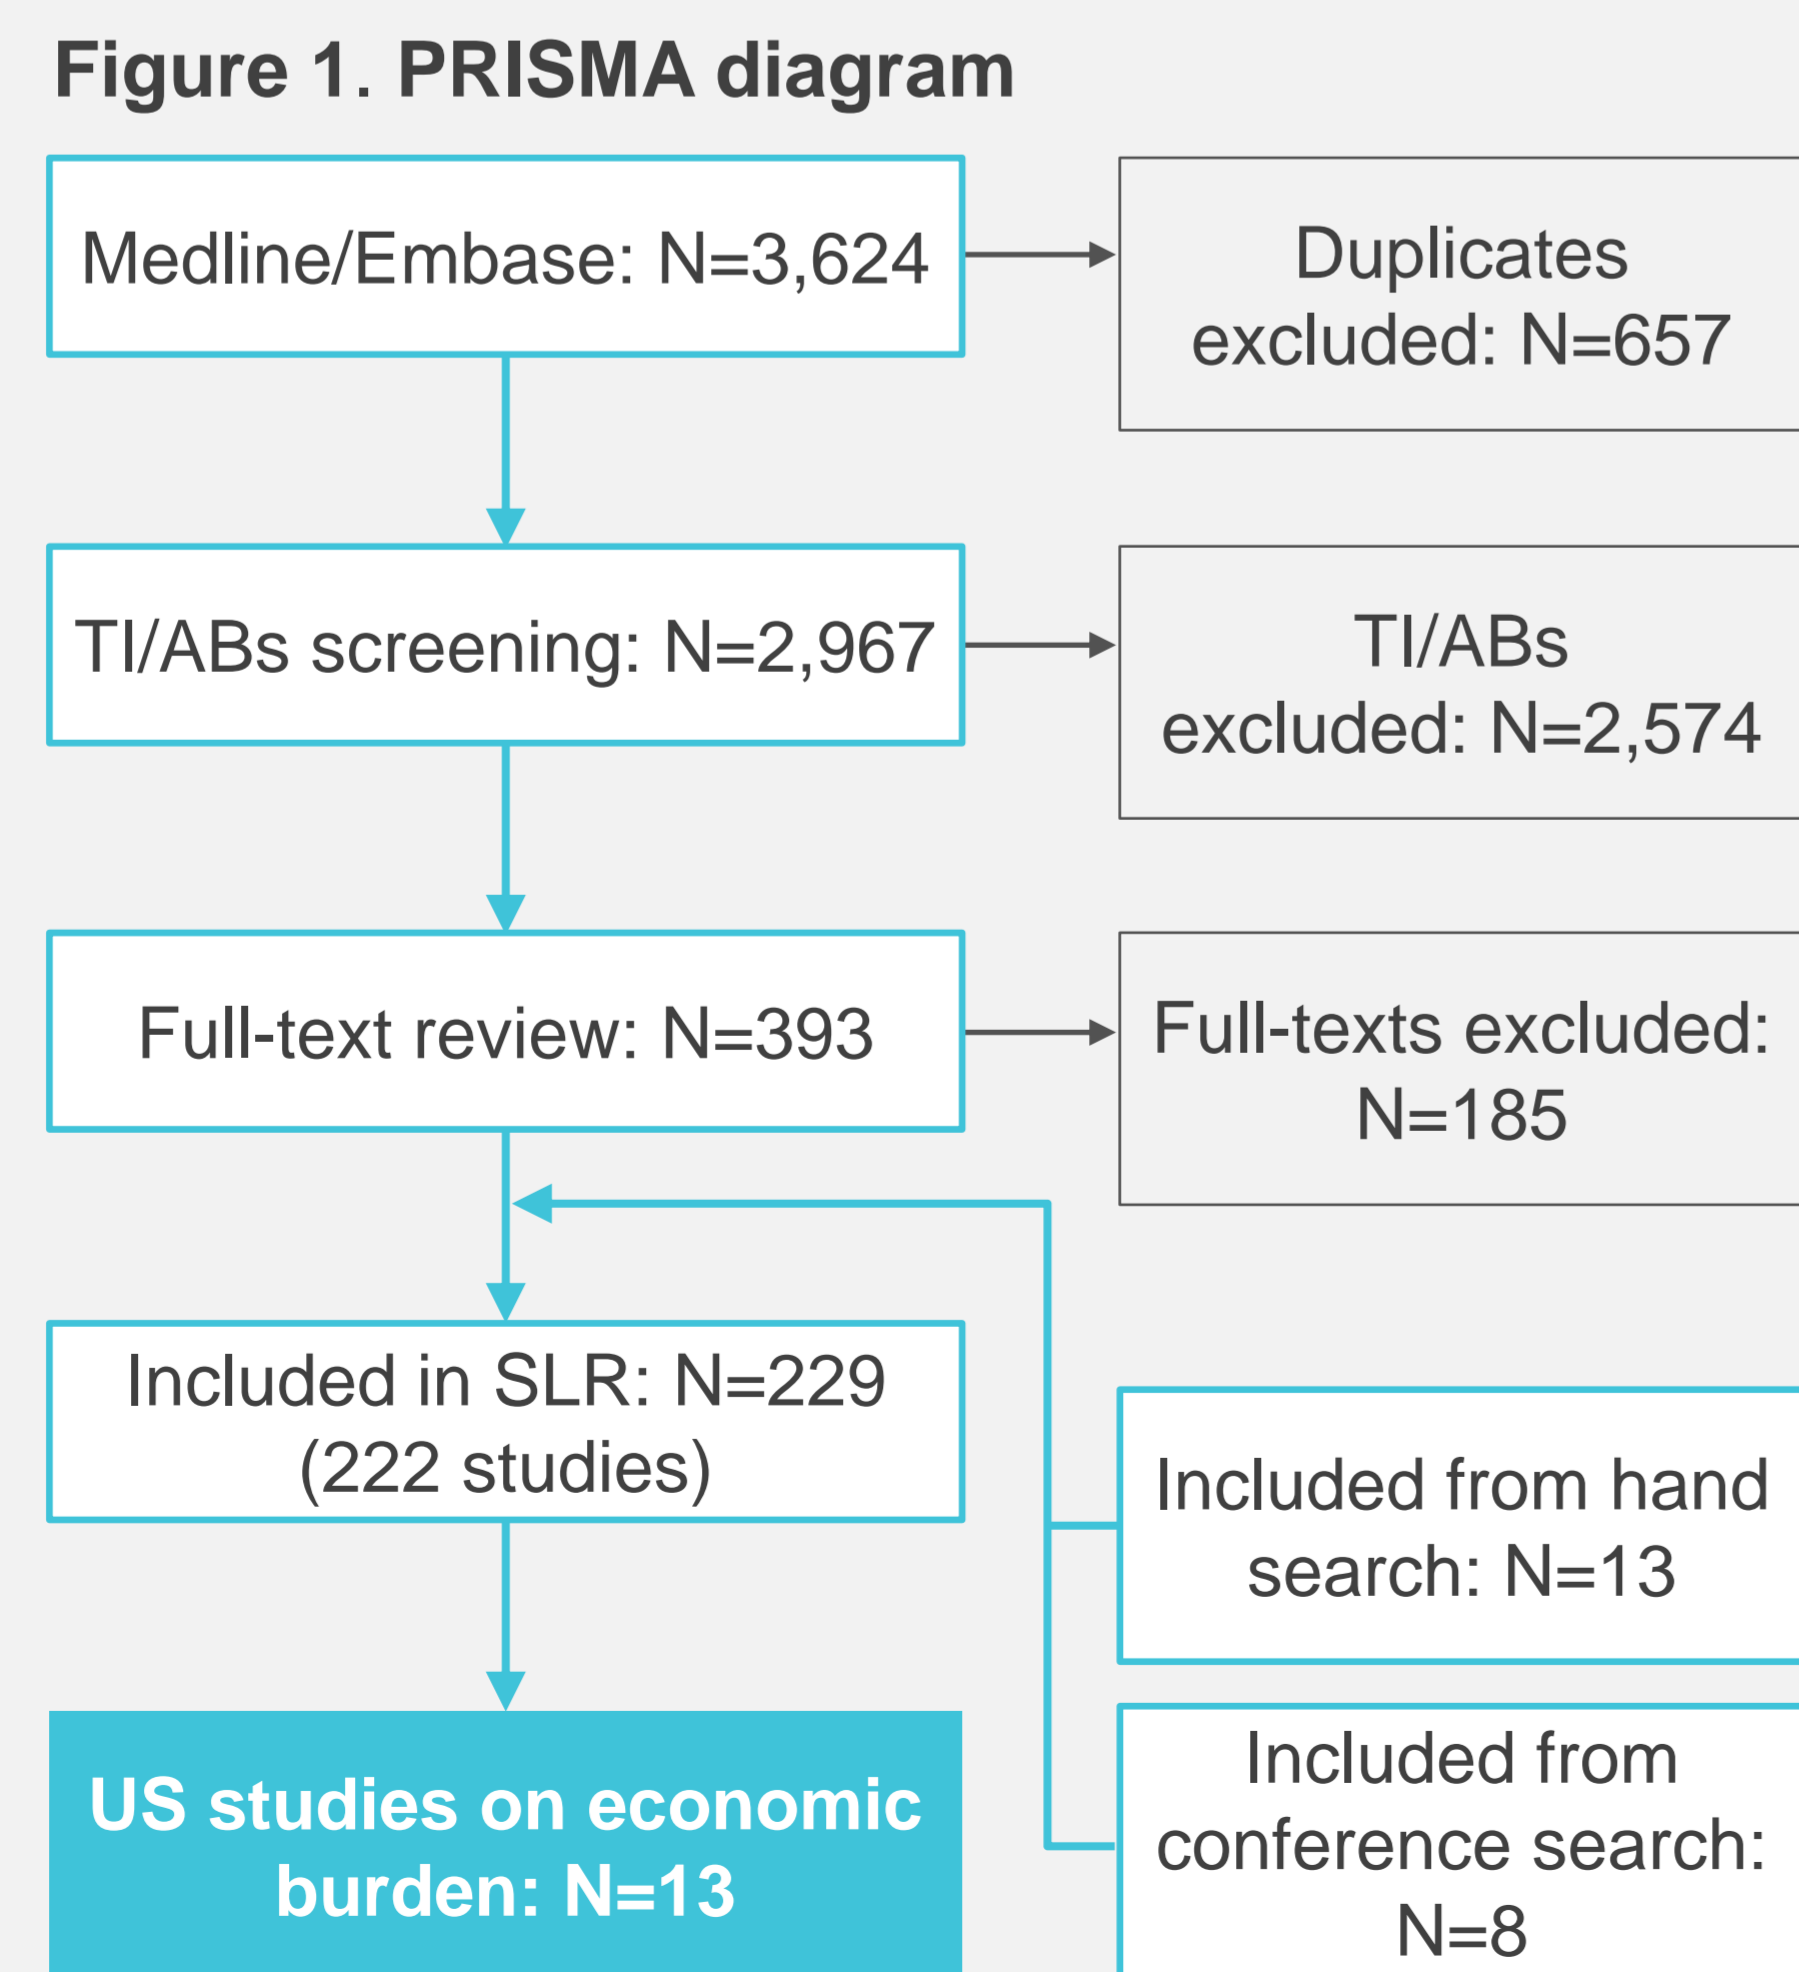 Figure 1. PRISMA diagram
Medline/Embase: N=3,624
Duplicates
excluded: N=657
TI/ABs screening: N=2,967
TI/ABs
excluded: N=2,574
Full-text review: N=393
Full-texts excluded:
N=185
Included in SLR: N=229
(222 studies)
Included from hand
search: N=13
US studies on economic
burden: N=13
Included from
conference search:
N=8